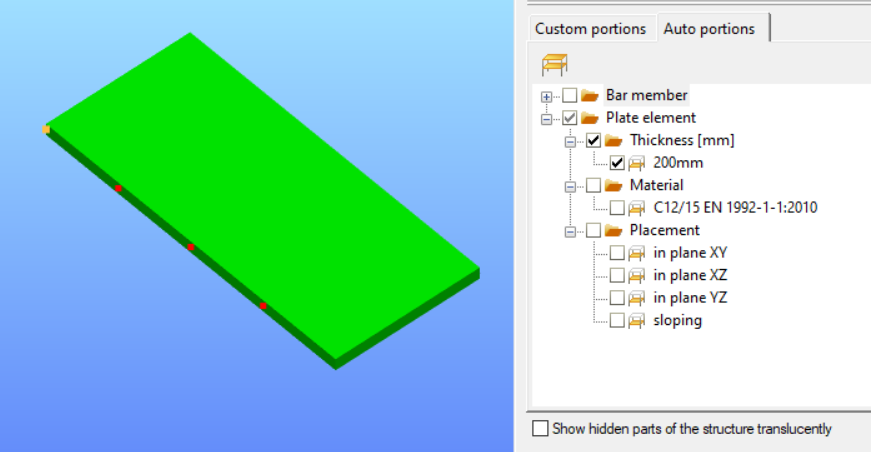 Custom portions Auto portions
Bar member
Plate element
Thickness [mm]
200mm
Material
C12/15 EN 1992-1-1:2010
Placement
in plane XY
in plane XZ
in plane YZ
sloping
Show hidden parts of the structure translucently